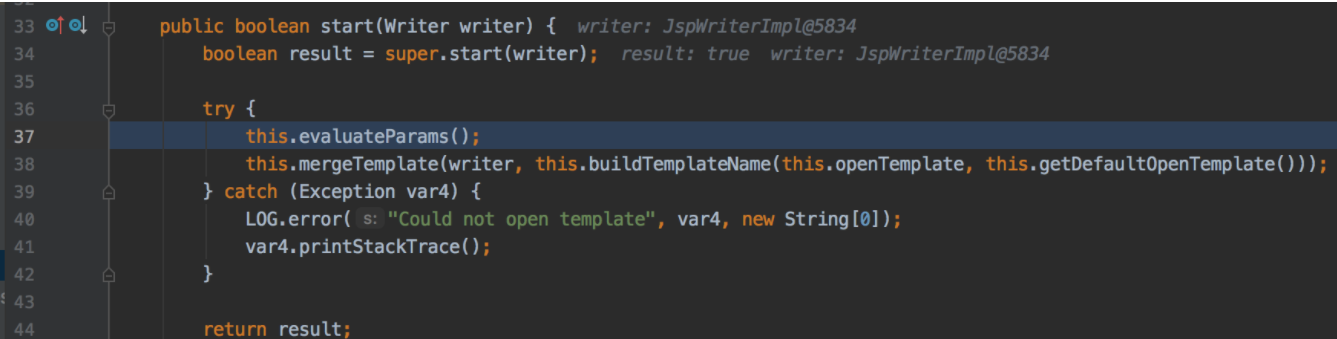 33 public boolean start(Writer writer) { writer: JspWriterImpl@5834
34 boolean result = super.start(writer); result: true writer: JspWriterImpl@5834
35
36 try {
37 this.evaluateParams();
38 this.mergeTemplate(writer, this.buildTemplateName(this.openTemplate, this.getDefaultOpenTemplate()));
39 } catch (Exception var4) {
40 LOG.error( s: "Could not open template", var4, new String[0]);
41 var4.printStackTrace();
42 }
43
44 return result;